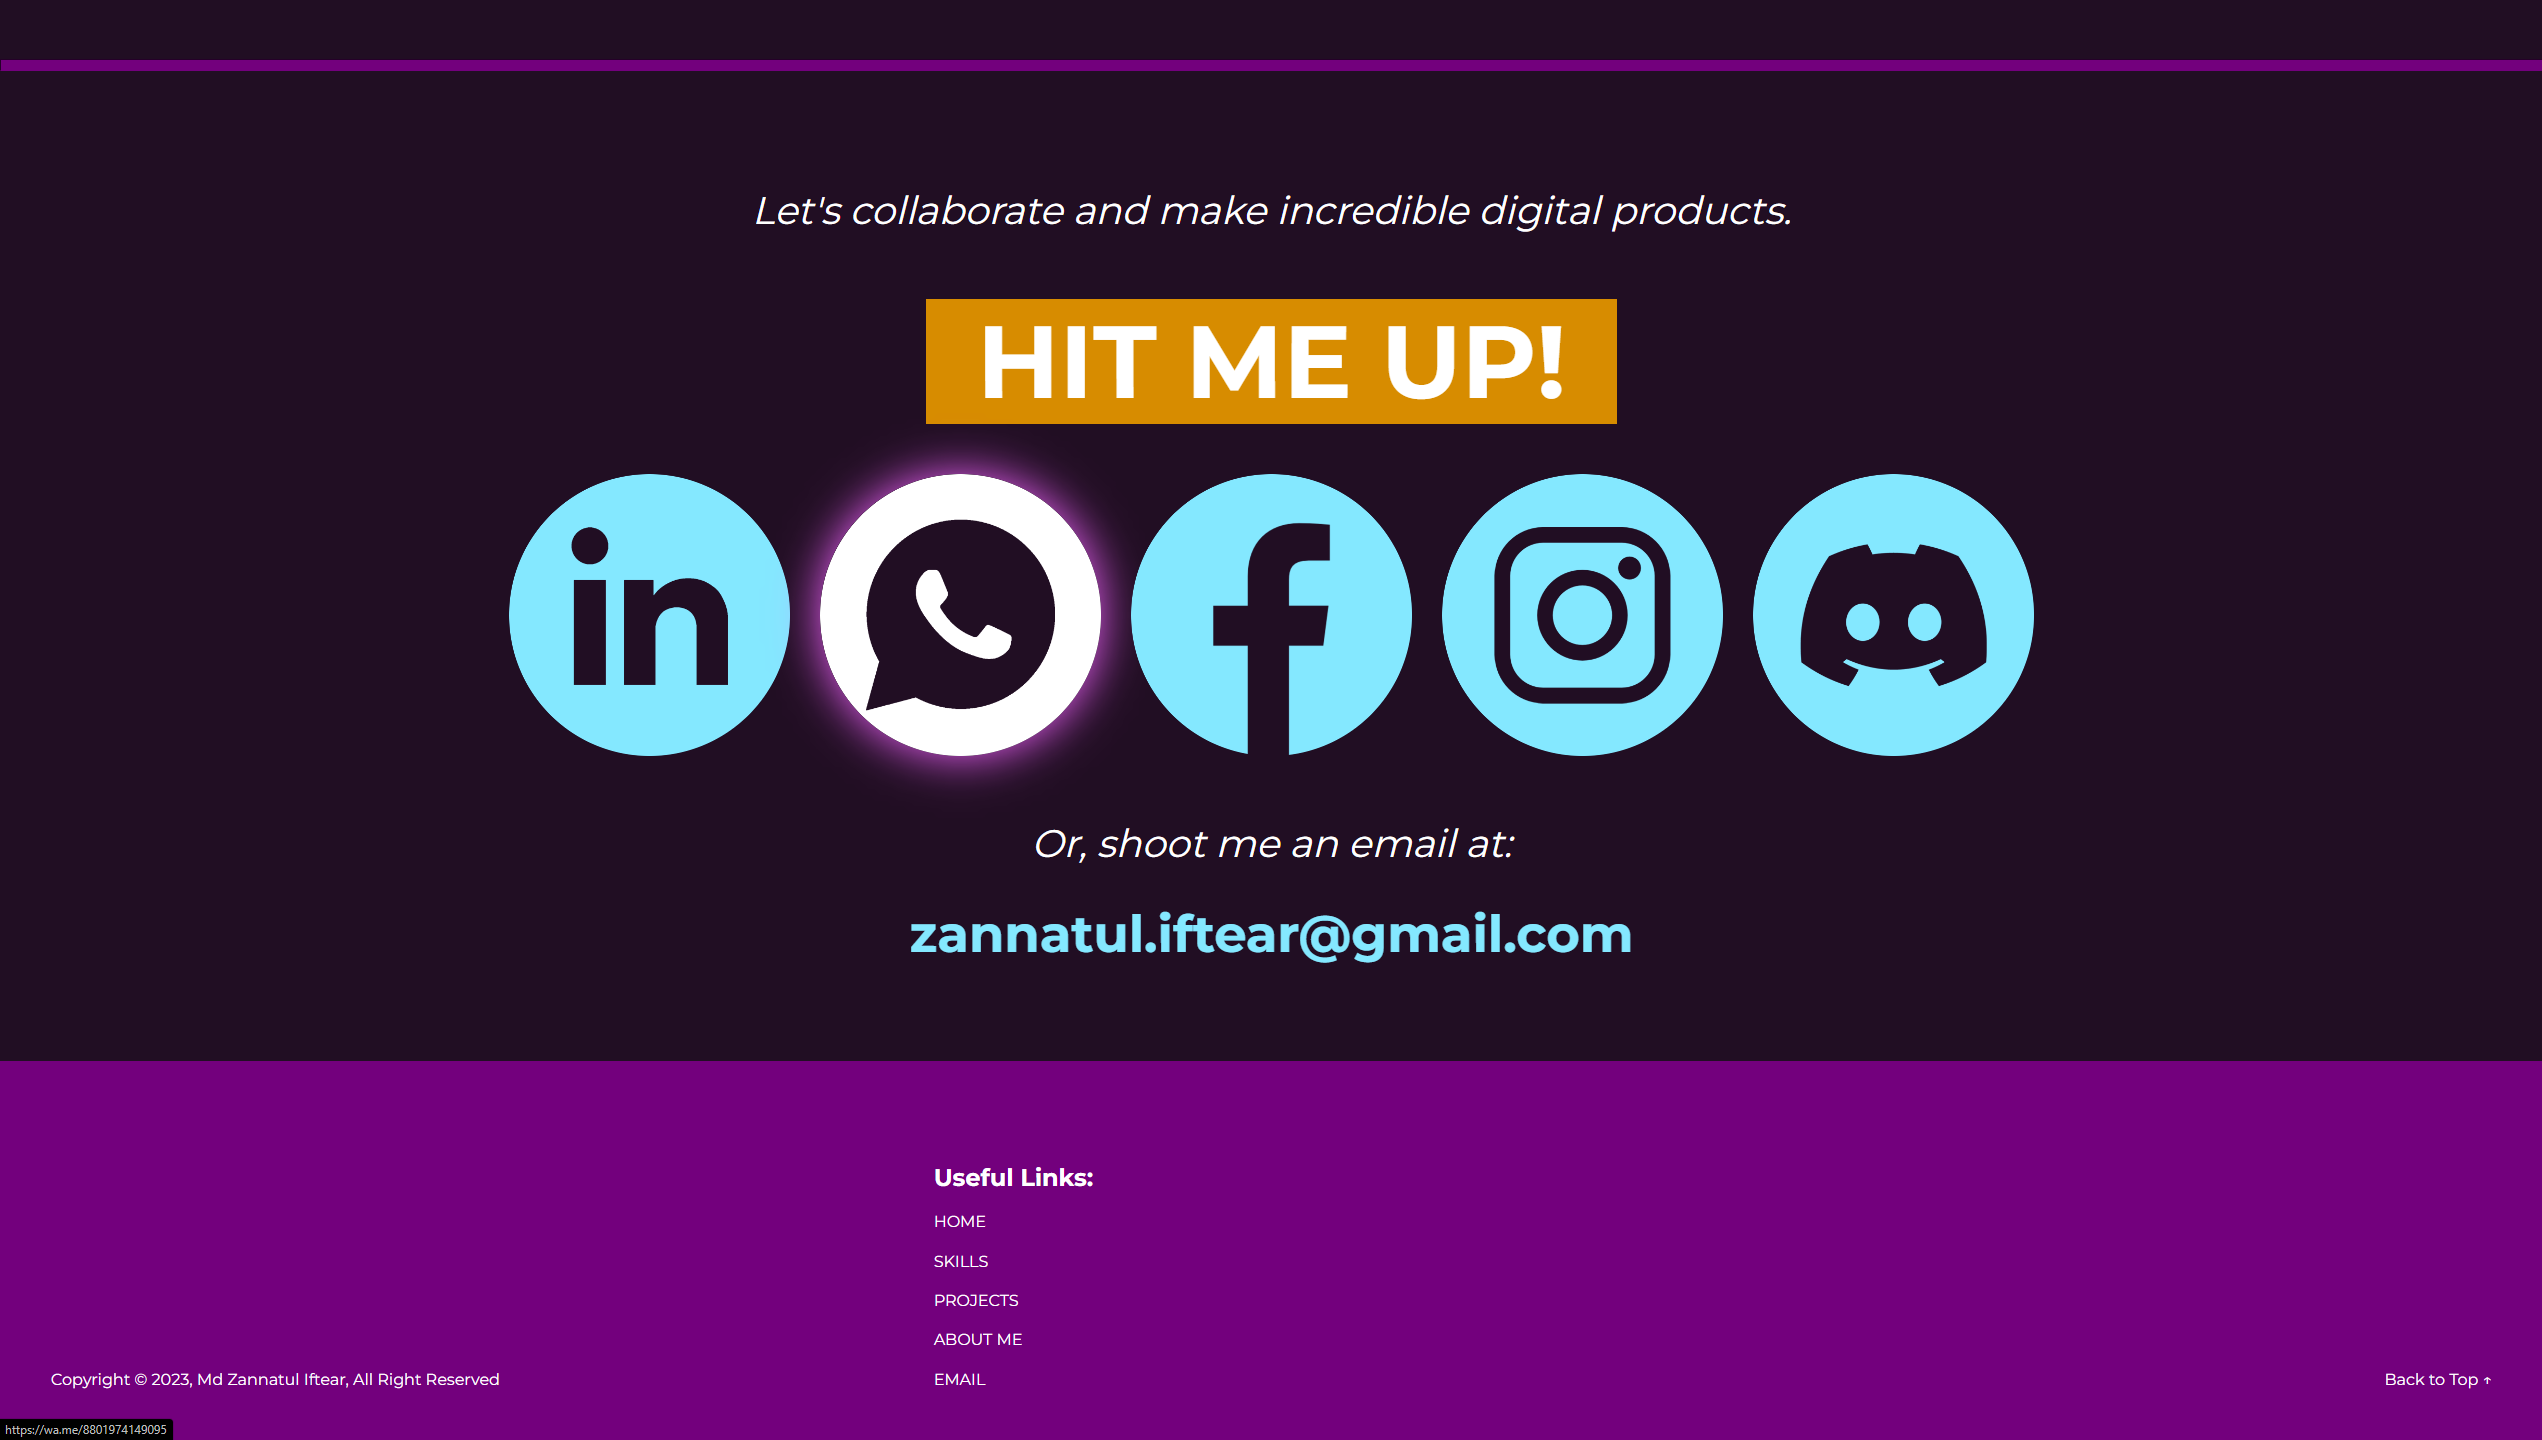 Let's collaborate and make incredible digital products.
HIT ME UP!
in
Or, shoot me an email at:
zannatul.iftear@gmail.com
Useful Links:
HOME
SKILLS
PROJECTS
ABOUT ME
EMAIL
Copyright © 2023, Md Zannatul Iftear, All Right Reserved
Back to Top ↑
https://wa.me/8801974149095